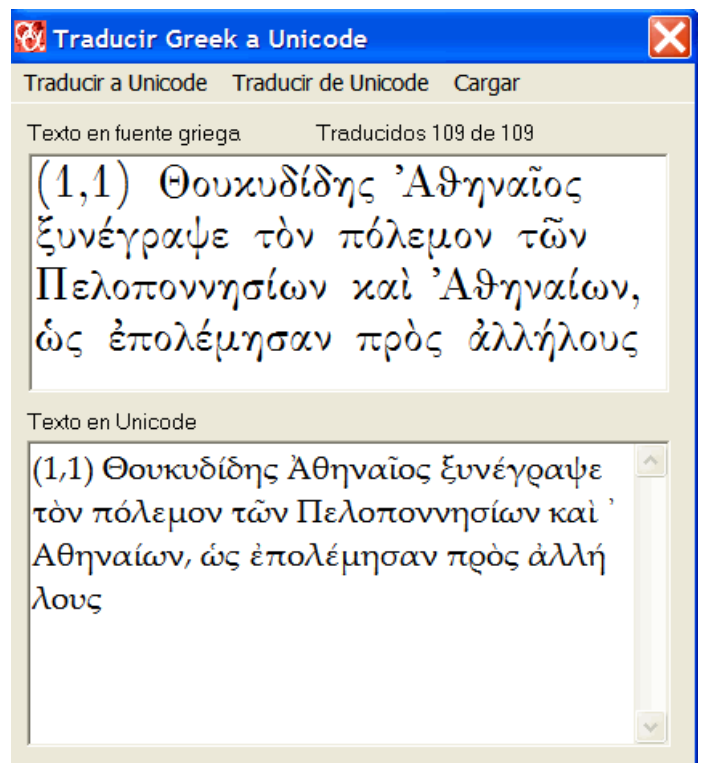 Traducir Greek a Unicode
Traducir a Unicode Traducir de Unicode Cargar
Texto en fuente griega Traducidos 109 de 109
(1,1) Θουκυδίδης ᾿Αθηναῖος
ξυνέγραψε τὸν πόλεμον τῶν
Πελοποννησίων καὶ ᾿Αθηναίων,
ὡς ἐπολέμησαν πρὸς ἀλλήλους
Texto en Unicode
(1,1) Θουκυδίδης Ἀθηναῖος ξυνέγραψε
τὸν πόλεμον τῶν Πελοποννησίων καὶ ᾿
Αθηναίων, ὡς ἐπολέμησαν πρὸς ἀλλή
λους